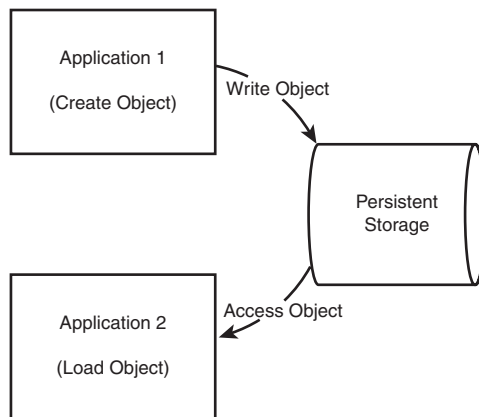 Application 1
(Create Object)
Write Object
Persistent
Storage
Access Object
Application 2
(Load Object)